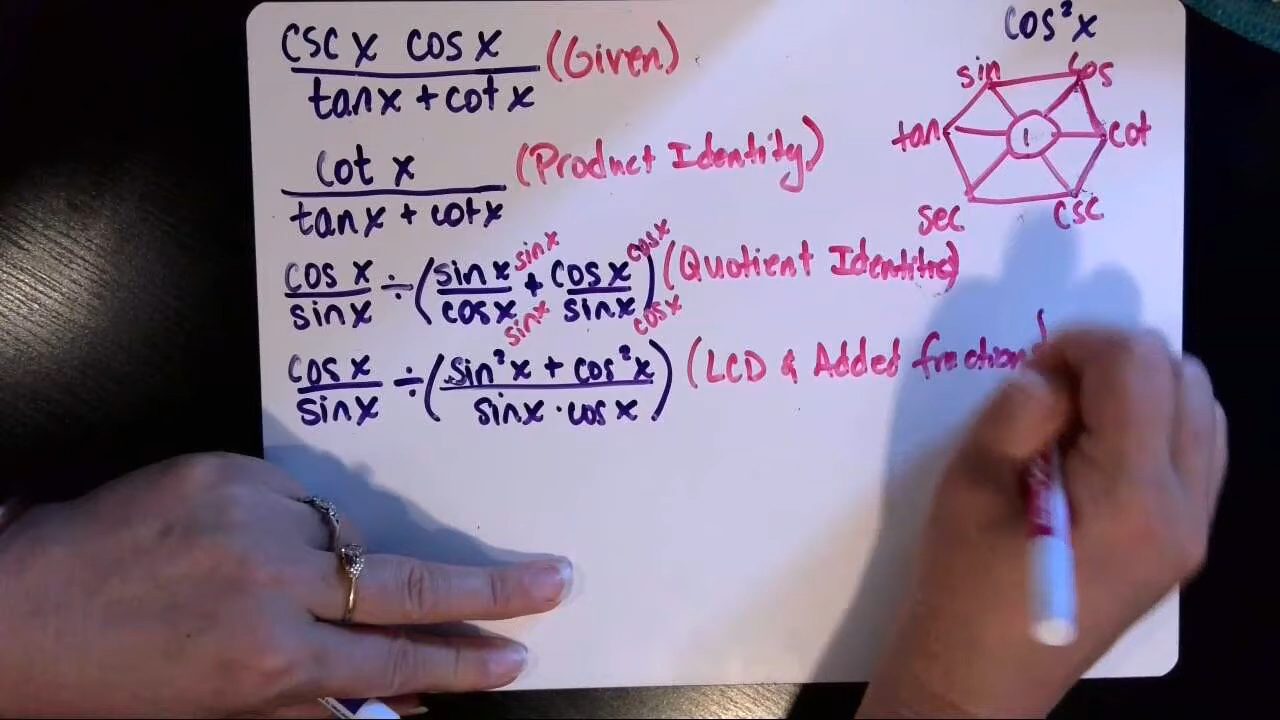 csc x cos x (Given)
tan x + cot x
cot x (Product Identity)
tan x + cot x
cos x ÷ ( sin x sin x + cos x cos x ) (Quotient Identities)
sin x cos x sin x sin x cos x
cos x ÷ ( sin²x + cos²x ) (LCD & Added fraction)
sin x sin x · cos x
cos²x
sin cos
tan 1 cot
sec csc